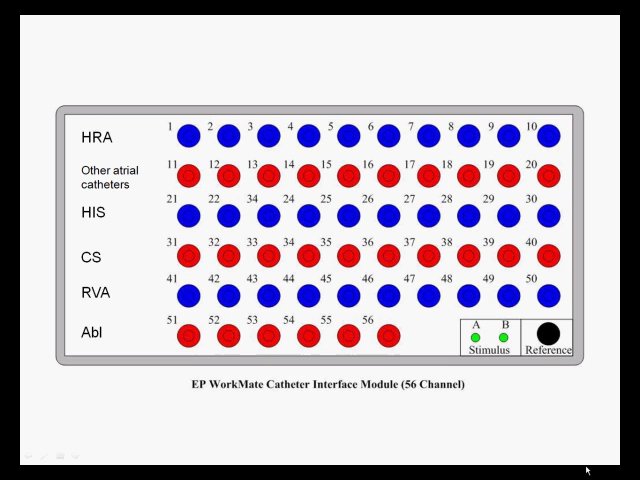 HRA 1 2 3 4 5 6 7 8 9 10
Other atrial
catheters 11 12 13 14 15 16 17 18 19 20
HIS 21 22 34 24 25 26 27 28 29 30
CS 31 32 33 34 35 36 37 38 39 40
RVA 41 42 43 44 45 46 47 48 49 50
Abl 51 52 53 54 55 56
A B
Stimulus Reference
EP WorkMate Catheter Interface Module (56 Channel)